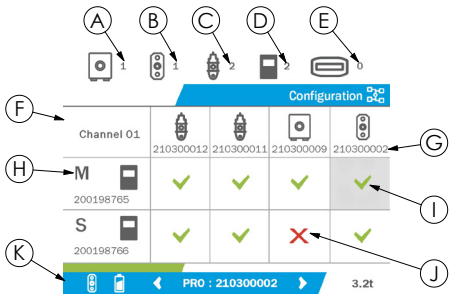 A B C D E
1 1 2 2 0
Configuration
F
Channel 01
210300012 210300011 210300009 210300002
G
H
M
200198765
I
S
200198766
J
K
PRO : 210300002
3.2t